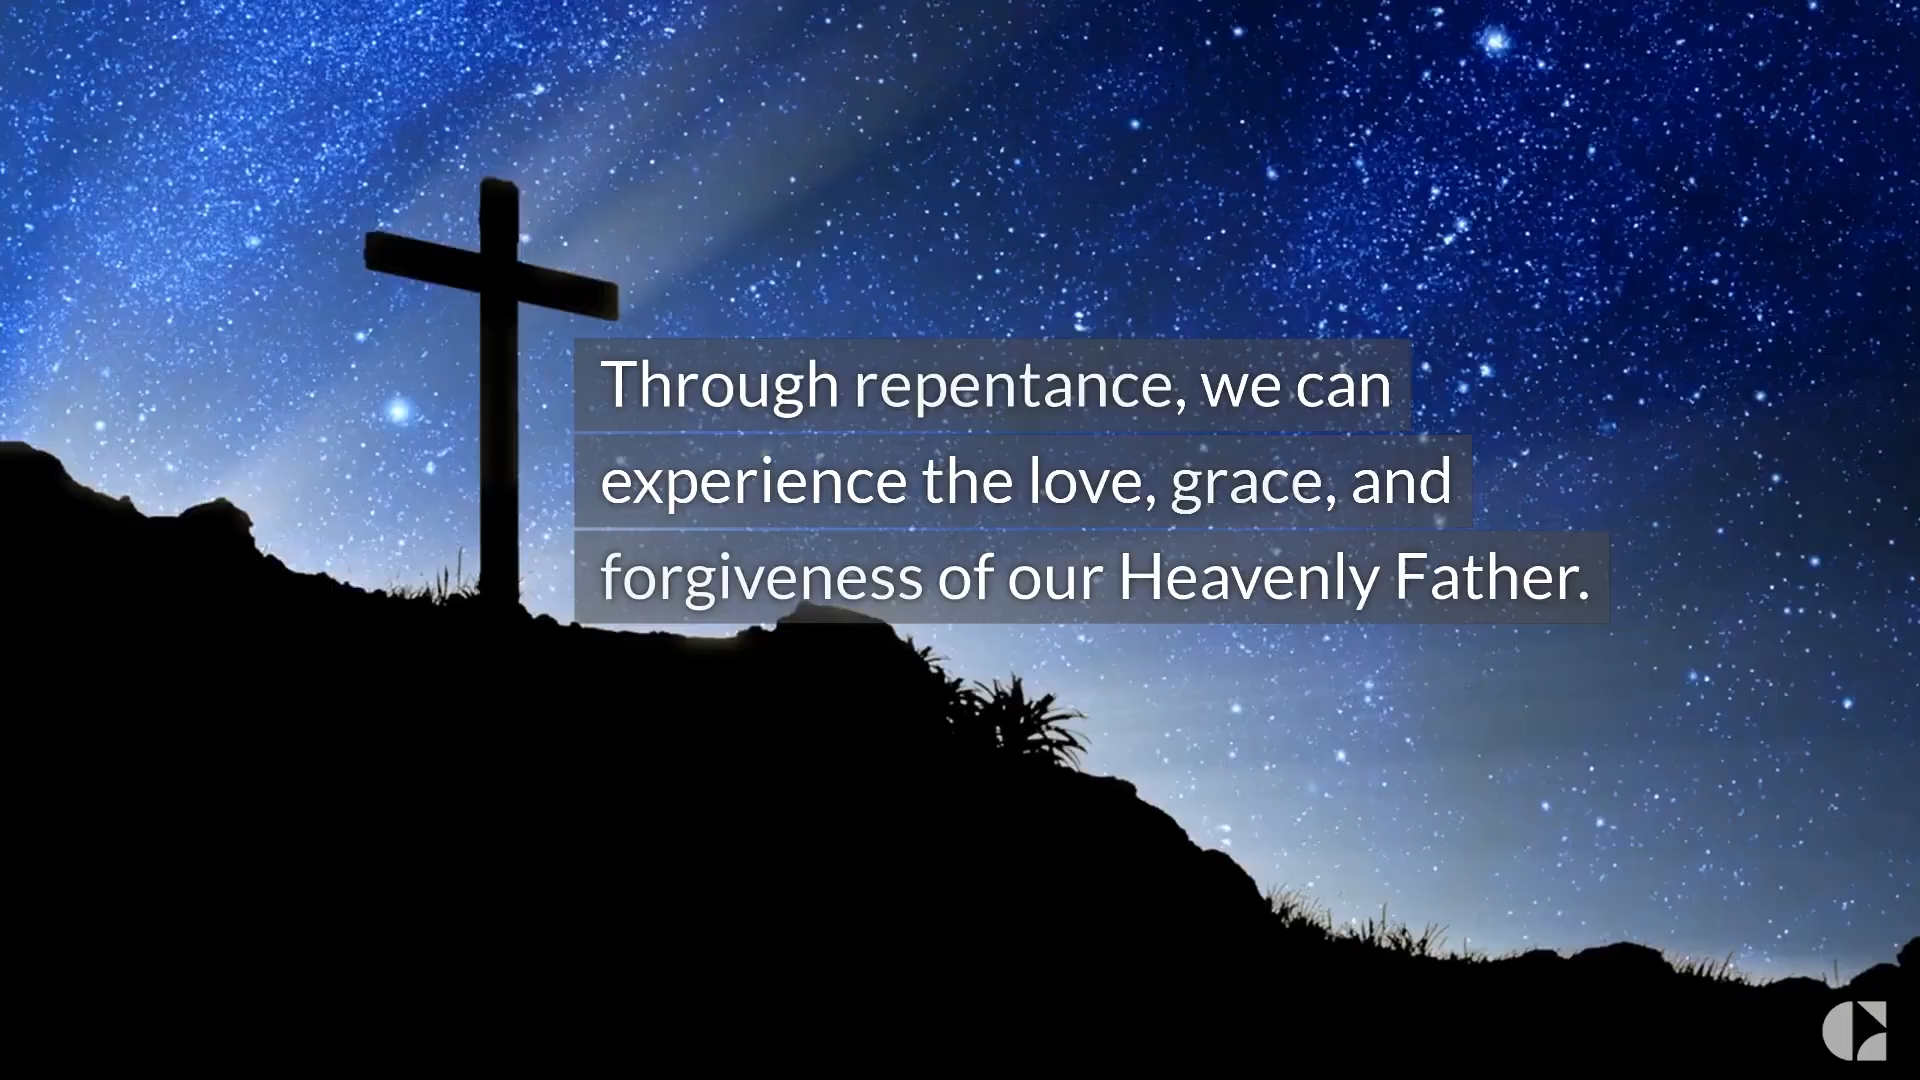 Through repentance, we can
experience the love, grace, and
forgiveness of our Heavenly Father.